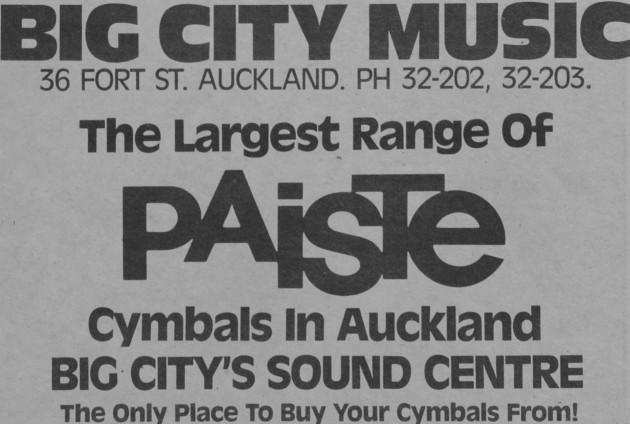 BIG CITY MUSIC
36 FORT ST. AUCKLAND. PH 32-202, 32-203.
The Largest Range Of
PAiSTe
Cymbals In Auckland
BIG CITY'S SOUND CENTRE
The Only Place To Buy Your Cymbals From!